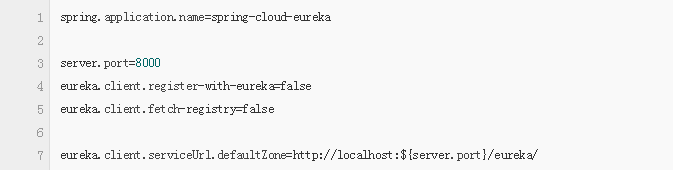 1 spring.application.name=spring-cloud-eureka
2
3 server.port=8000
4 eureka.client.register-with-eureka=false
5 eureka.client.fetch-registry=false
6
7 eureka.client.serviceUrl.defaultZone=http://localhost:${server.port}/eureka/